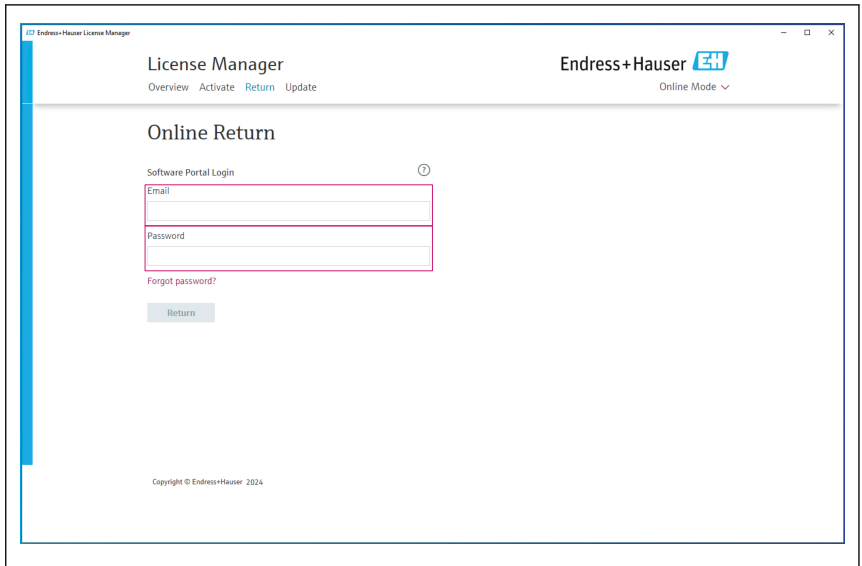 Endress+Hauser License Manager
License Manager
Endress+Hauser EH
Overview Activate Return Update
Online Mode
Online Return
Software Portal Login ?
Email
Password
Forgot password?
Return
Copyright © Endress+Hauser 2024